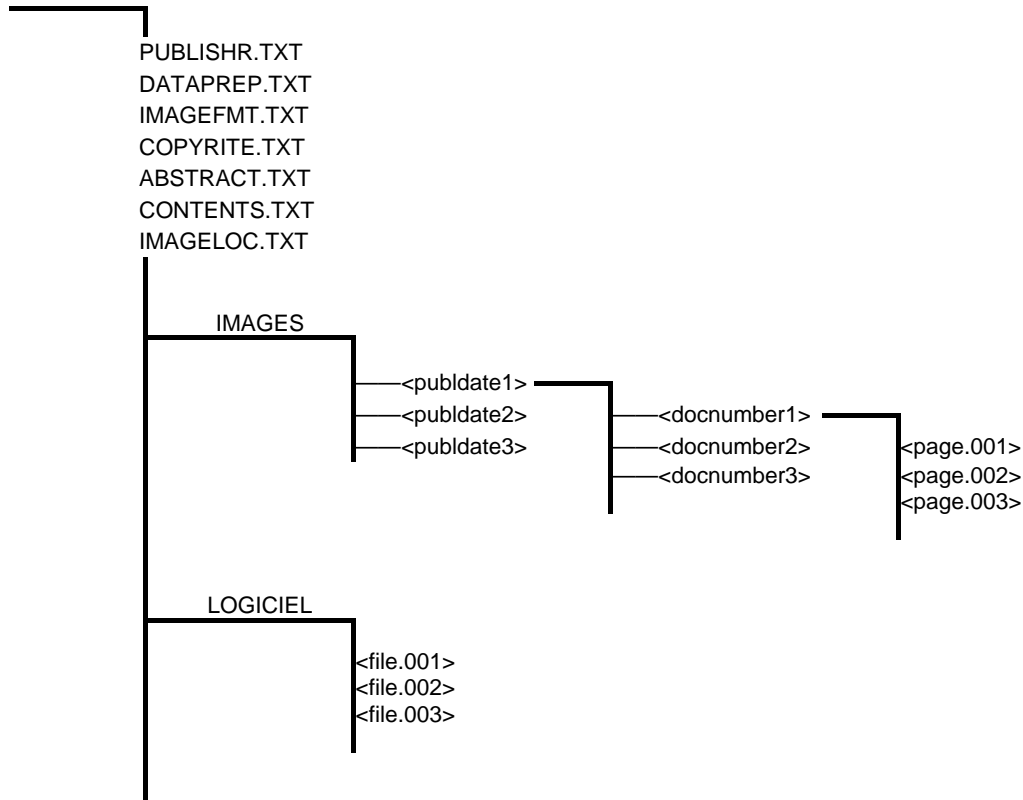 PUBLISHR.TXT
DATAPREP.TXT
IMAGEFMT.TXT
COPYRITE.TXT
ABSTRACT.TXT
CONTENTS.TXT
IMAGELOC.TXT
IMAGES
<publdate1>
<publdate2>
<publdate3>
<docnumber1>
<docnumber2>
<docnumber3>
<page.001>
<page.002>
<page.003>
LOGICIEL
<file.001>
<file.002>
<file.003>